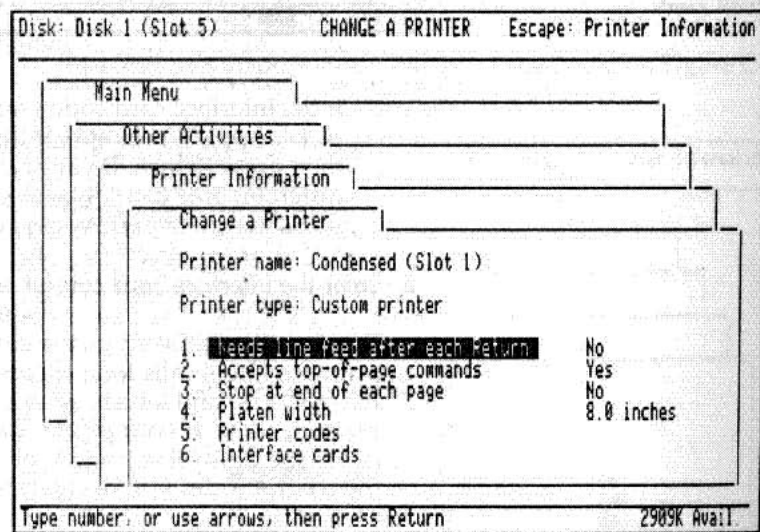 Disk: Disk 1 (Slot 5) CHANGE A PRINTER Escape: Printer Information
Main Menu
Other Activities
Printer Information
Change a Printer
Printer name: Condensed (Slot 1)
Printer type: Custom printer
1. Needs line feed after each Return No
2. Accepts top-of-page commands Yes
3. Stop at end of each page No
4. Platen width 8.0 inches
5. Printer codes
6. Interface cards
Type number, or use arrows, then press Return 2909K Avail